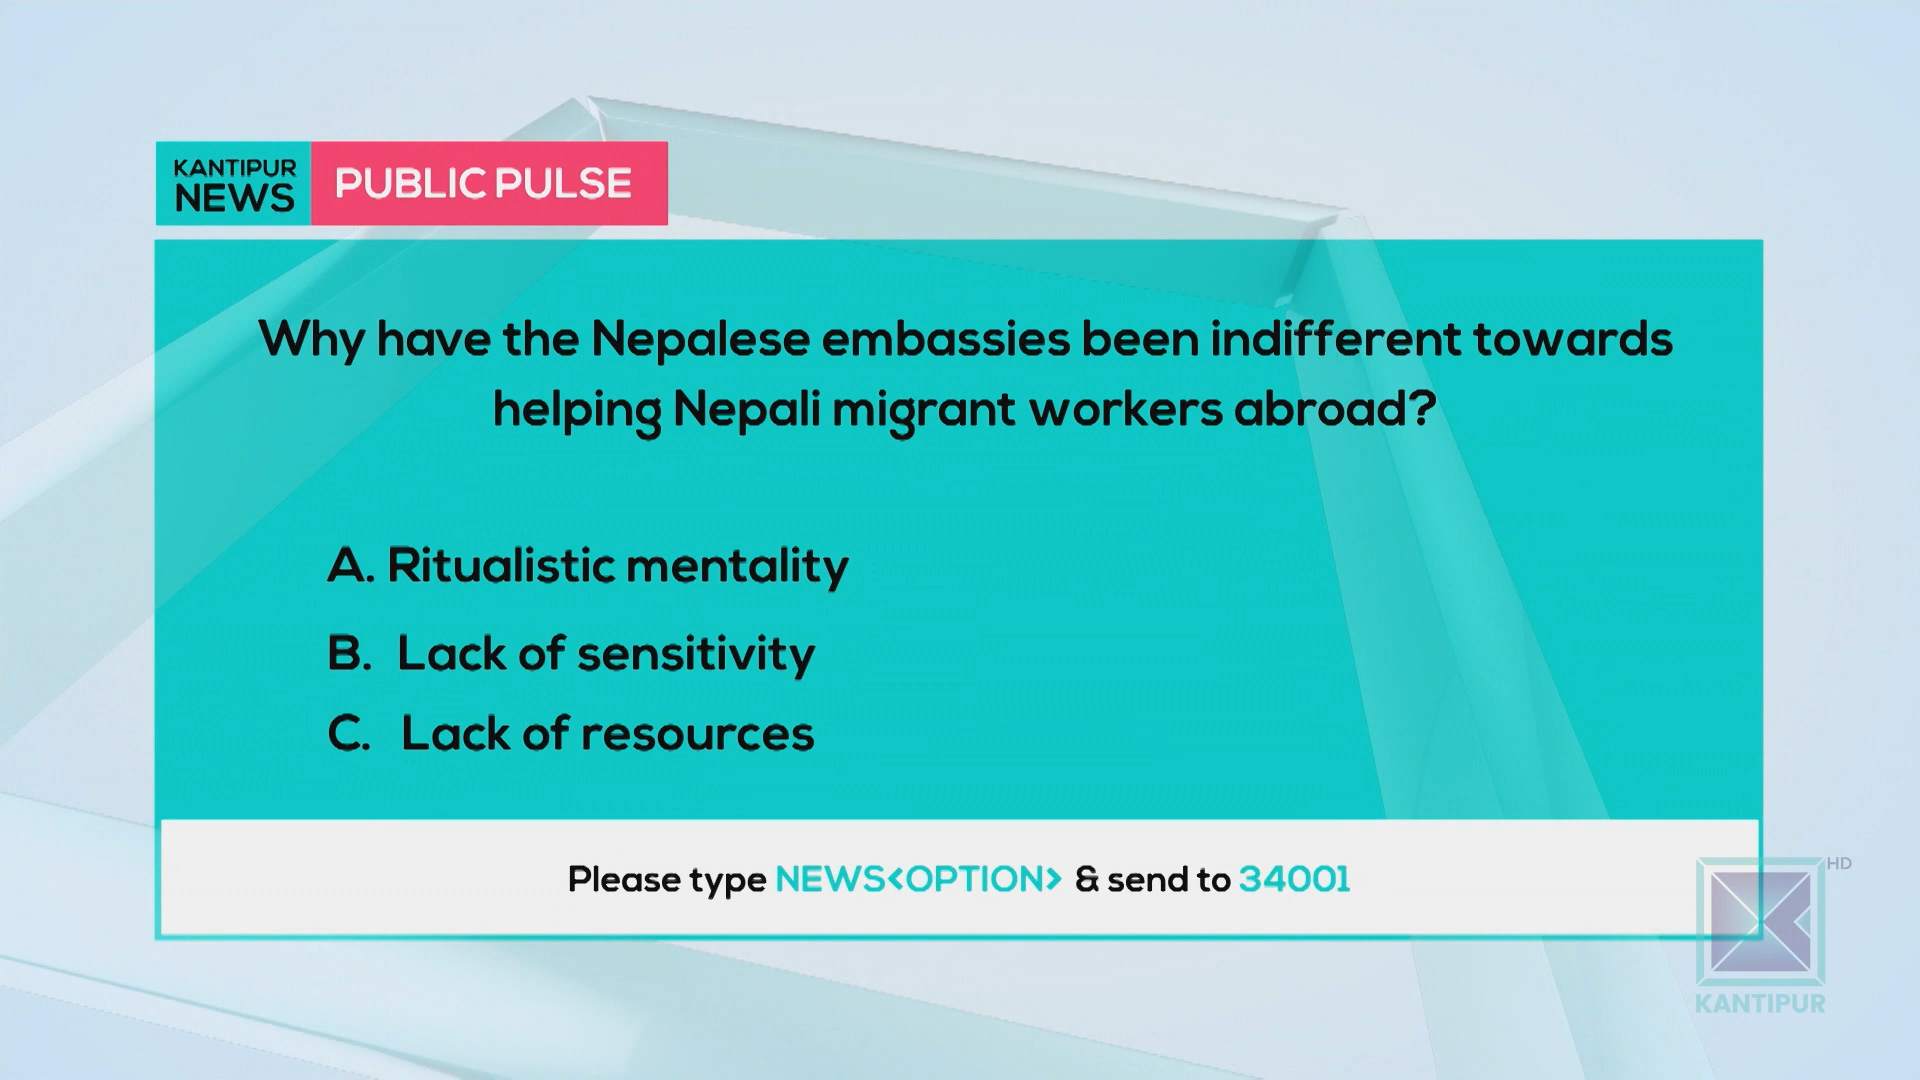 KANTIPUR
NEWS
PUBLIC PULSE
Why have the Nepalese embassies been indifferent towards
helping Nepali migrant workers abroad?
A. Ritualistic mentality
B. Lack of sensitivity
C. Lack of resources
Please type NEWS<OPTION> & send to 34001
HD
KANTIPUR